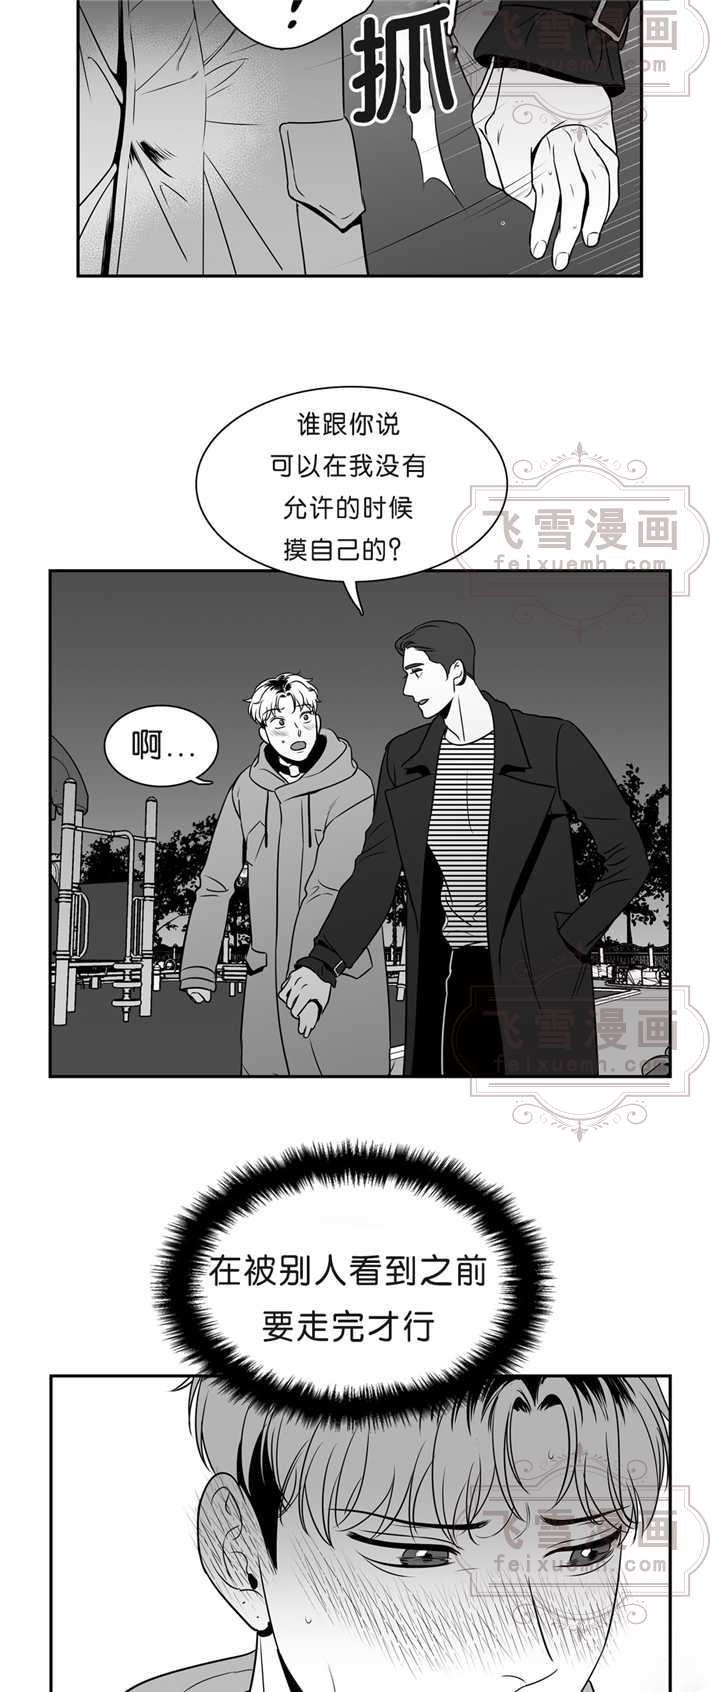 !
抓
飞雪漫画
feixuemh.com
谁跟你说
可以在我没有
允许的时候
摸自己的?
飞雪漫画
feixuemh.com
啊...
飞雪漫画
feixuemh.com
在被别人看到之前
要走完才行
飞雪漫画
feixuemh.com